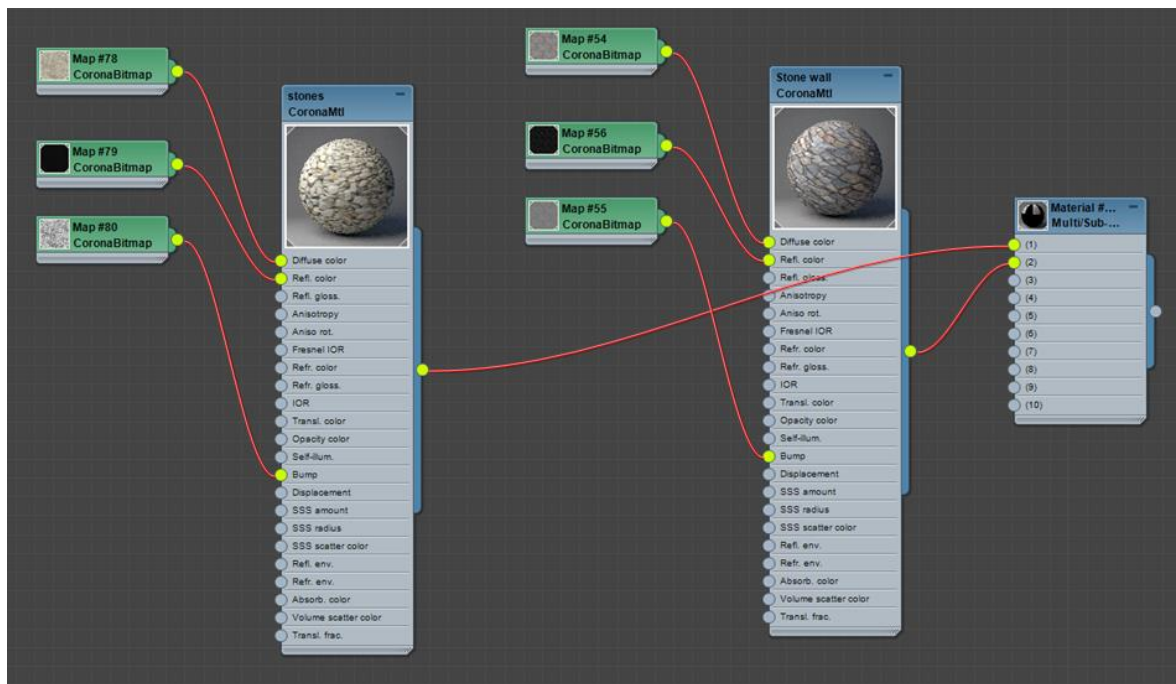 Map #78
CoronaBitmap
Map #79
CoronaBitmap
Map #80
CoronaBitmap
stones
CoronaMtl
Diffuse color
Refl. color
Refl. gloss.
Anisotropy
Aniso rot.
Fresnel IOR
Refr. color
Refr. gloss.
IOR
Transl. color
Opacity color
Self-illum.
Bump
Displacement
SSS amount
SSS radius
SSS scatter color
Refl. env.
Refr. env.
Absorb. color
Volume scatter color
Transl. frac.
Map #54
CoronaBitmap
Map #56
CoronaBitmap
Map #55
CoronaBitmap
Stone wall
CoronaMtl
Diffuse color
Refl. color
Refl. gloss.
Anisotropy
Aniso rot.
Fresnel IOR
Refr. color
Refr. gloss.
IOR
Transl. color
Opacity color
Self-illum.
Bump
Displacement
SSS amount
SSS radius
SSS scatter color
Refl. env.
Refr. env.
Absorb. color
Volume scatter color
Transl. frac.
Material #...
Multi/Sub-...
(1)
(2)
(3)
(4)
(5)
(6)
(7)
(8)
(9)
(10)